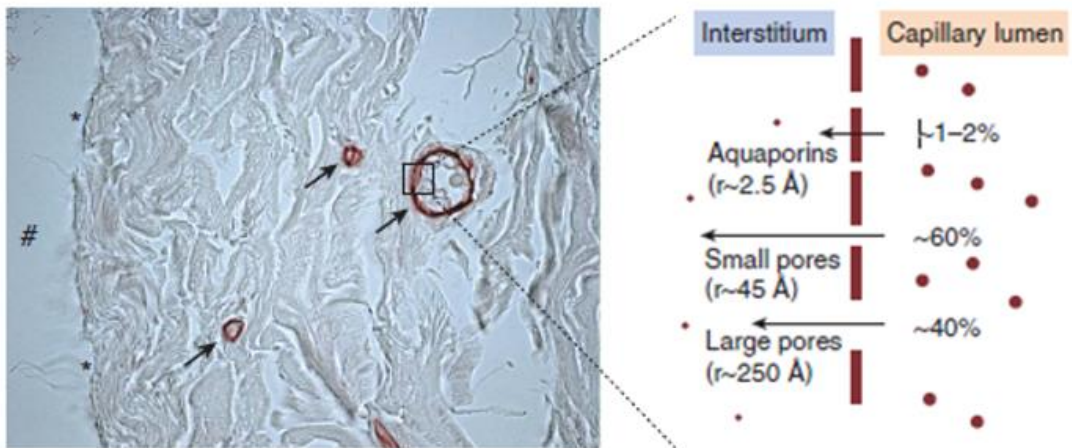 Interstitium
Capillary lumen
*
~1–2%
Aquaporins
(r~2.5 Å)
#
~60%
Small pores
(r~45 Å)
~40%
*
Large pores
(r~250 Å)